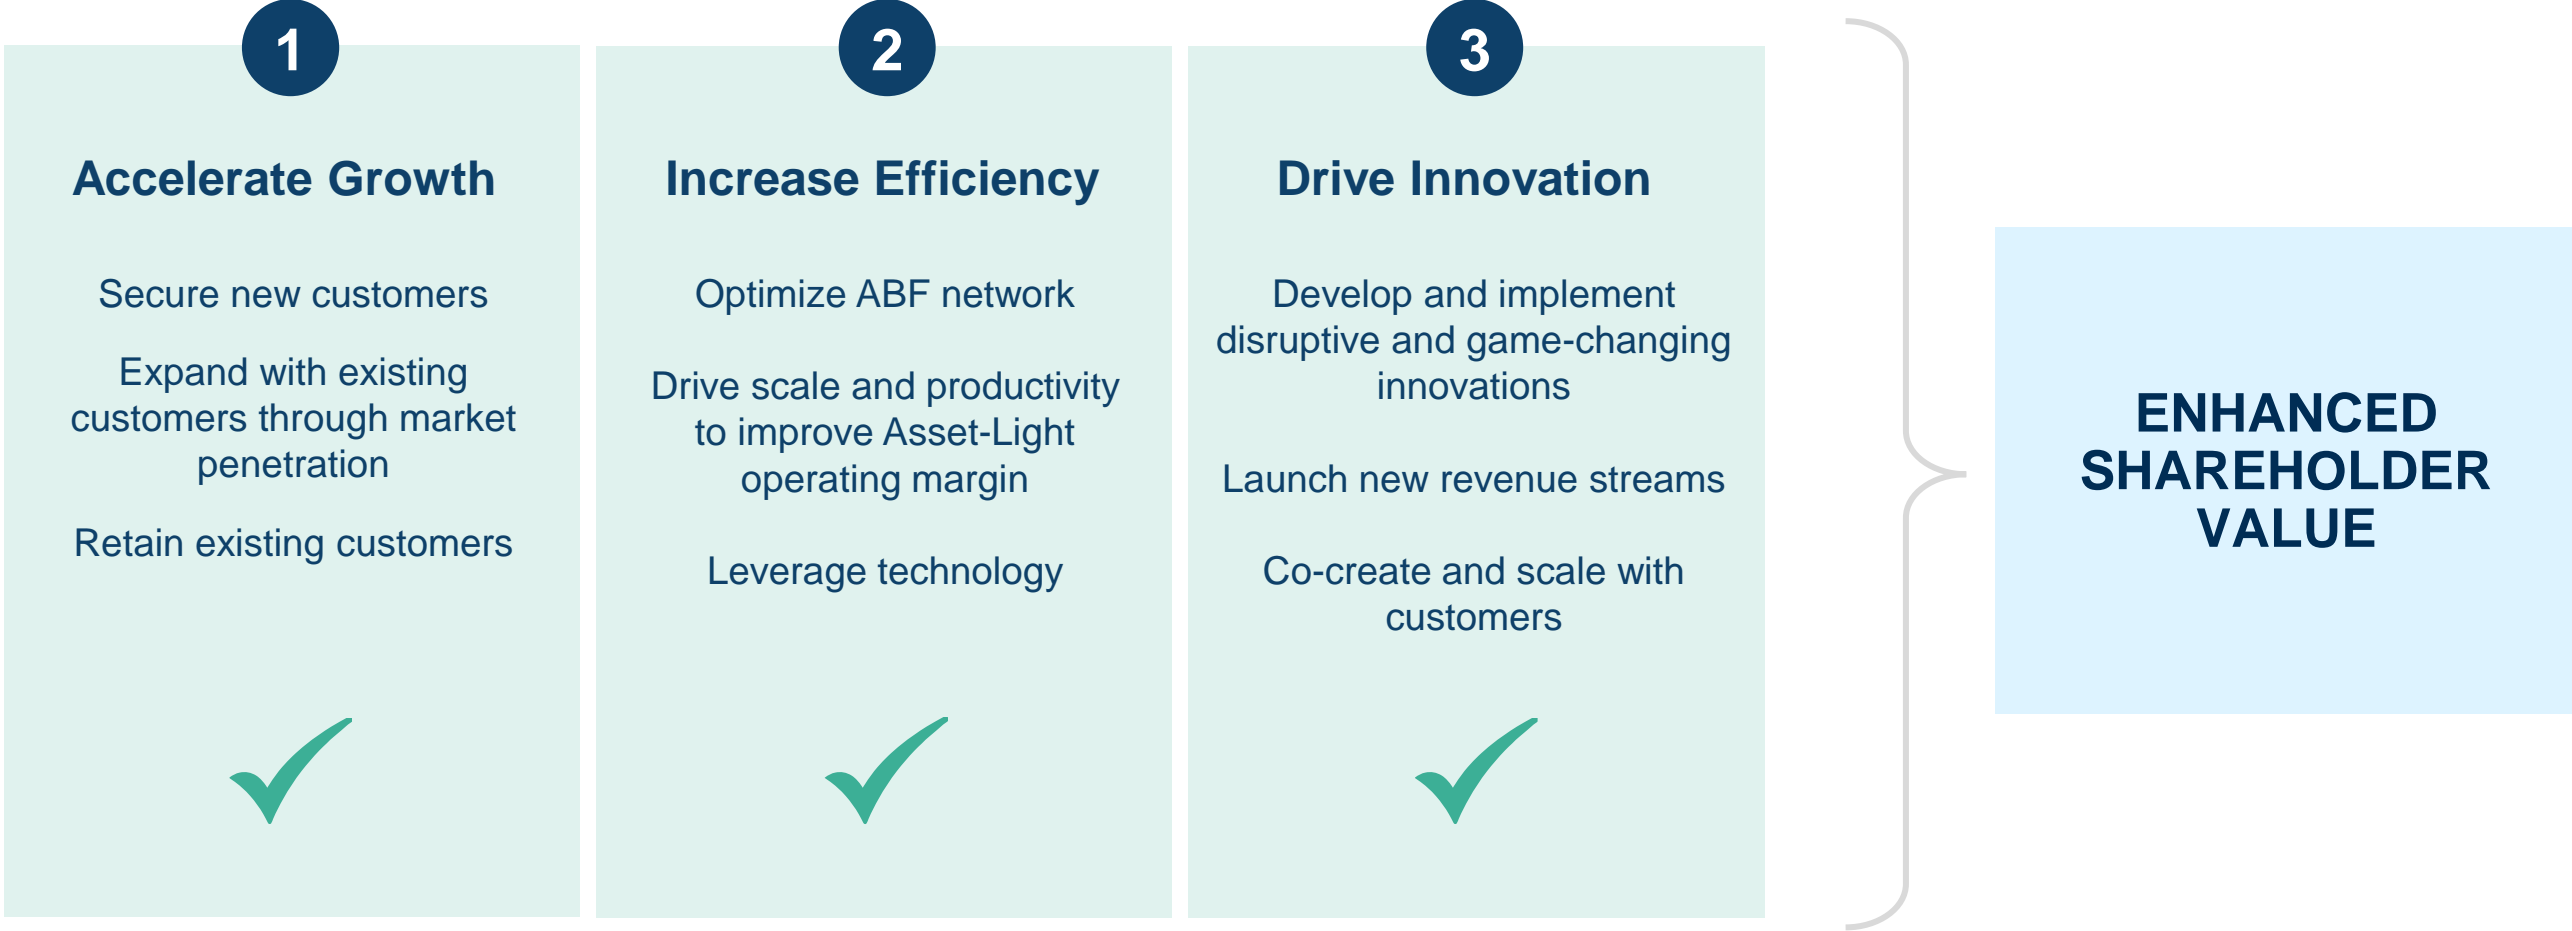 1
Accelerate Growth
Secure new customers
Expand with existing
customers through market
penetration
Retain existing customers
2
Increase Efficiency
Optimize ABF network
Drive scale and productivity
to improve Asset-Light
operating margin
Leverage technology
3
Drive Innovation
Develop and implement
disruptive and game-changing
innovations
Launch new revenue streams
Co-create and scale with
customers
ENHANCED
SHAREHOLDER
VALUE